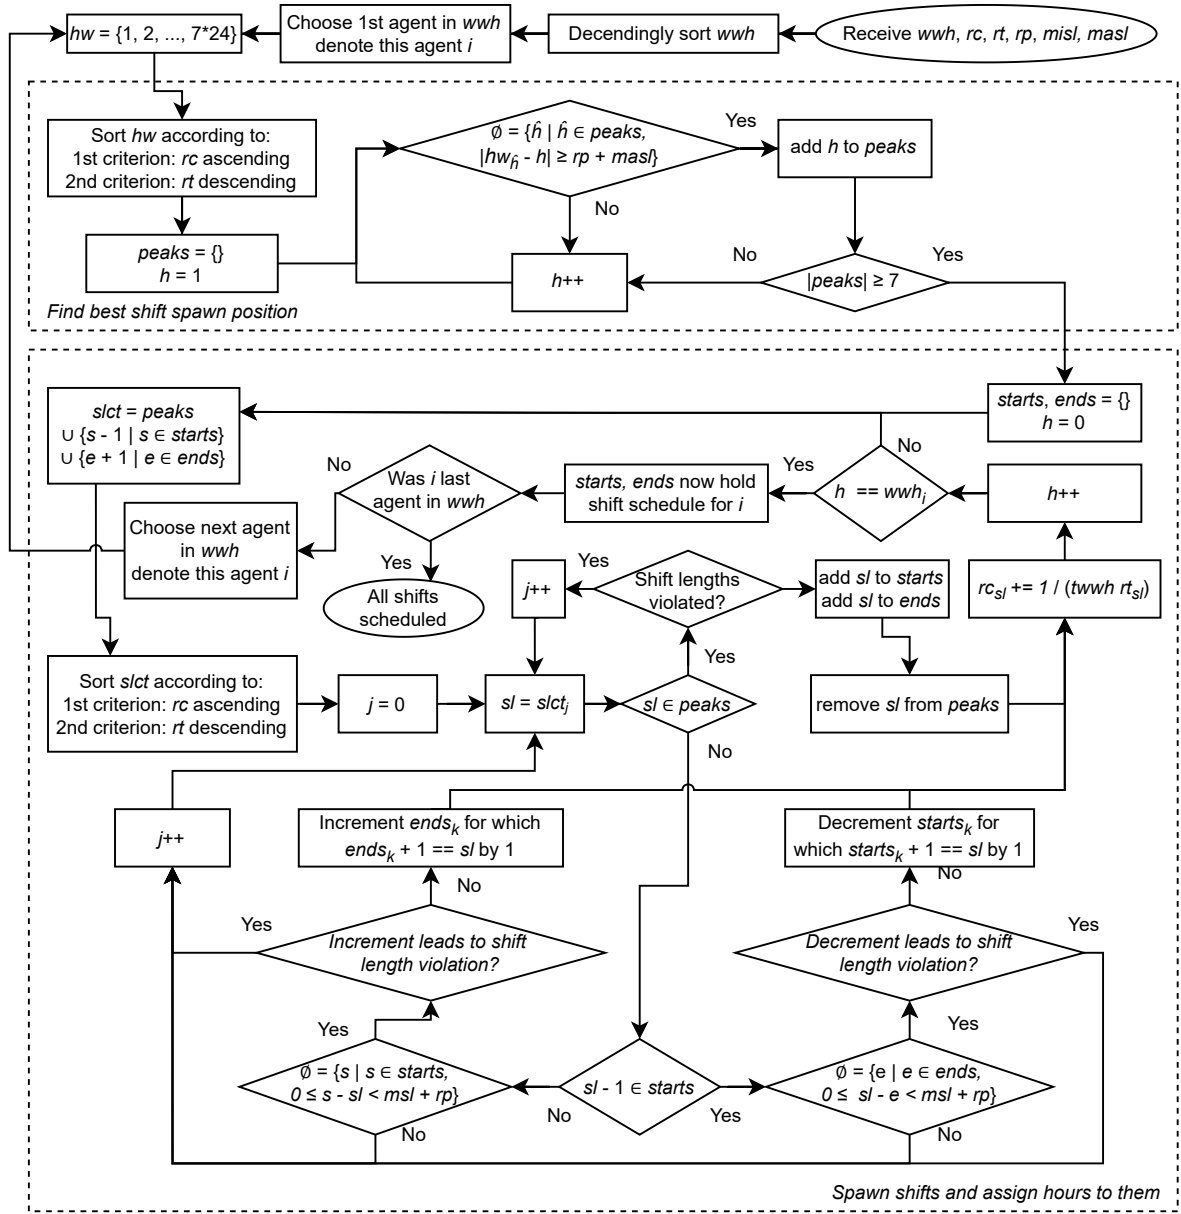 hw = {1, 2, ..., 7*24}
Choose 1st agent in wwh
denote this agent i
Decendingly sort wwh
Receive wwh, rc, rt, rp, misl, masl
Sort hw according to:
1st criterion: rc ascending
2nd criterion: rt descending
peaks = {}
h = 1
∅ = {ĥ | ĥ ∈ peaks,
|hw_ĥ - h| ≥ rp + masl}
Yes
add h to peaks
No
h++
No
|peaks| ≥ 7
Yes
Find best shift spawn position
starts, ends = {}
h = 0
slct = peaks
∪ {s - 1 | s ∈ starts}
∪ {e + 1 | e ∈ ends}
No
Was i last
agent in wwh
Yes
starts, ends now hold
shift schedule for i
Yes
h == wwh_i
No
h++
Choose next agent
in wwh
denote this agent i
All shifts
scheduled
j++
Yes
Shift lengths
violated?
add sl to starts
add sl to ends
rc_sl += 1 / (twwh rt_sl)
Yes
Sort slct according to:
1st criterion: rc ascending
2nd criterion: rt descending
j = 0
sl = slct_j
sl ∈ peaks
No
remove sl from peaks
j++
Increment ends_k for which
ends_k + 1 == sl by 1
Decrement starts_k for
which starts_k + 1 == sl by 1
No
No
Yes
Increment leads to shift
length violation?
Decrement leads to shift
length violation?
Yes
Yes
Yes
∅ = {s | s ∈ starts,
0 ≤ s - sl < msl + rp}
No
sl - 1 ∈ starts
No
Yes
∅ = {e | e ∈ ends,
0 ≤ sl - e < msl + rp}
No
Spawn shifts and assign hours to them